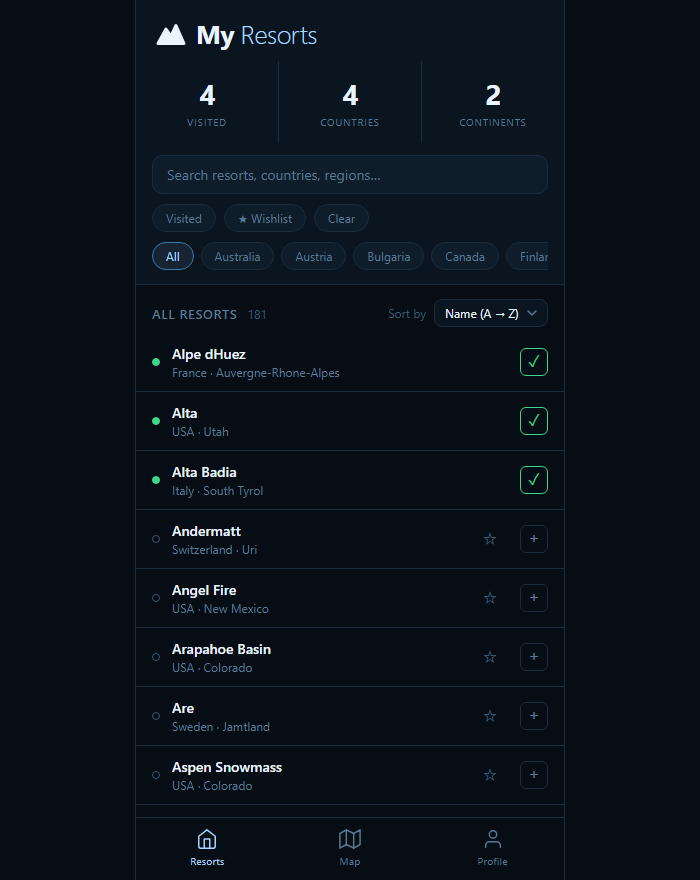 My Resorts
4 4 2
VISITED COUNTRIES CONTINENTS
Search resorts, countries, regions...
Visited ★ Wishlist Clear
All Australia Austria Bulgaria Canada Finlar
ALL RESORTS 181 Sort by Name (A → Z)
Alpe dHuez
France · Auvergne-Rhone-Alpes
Alta
USA · Utah
Alta Badia
Italy · South Tyrol
Andermatt
Switzerland · Uri
Angel Fire
USA · New Mexico
Arapahoe Basin
USA · Colorado
Are
Sweden · Jamtland
Aspen Snowmass
USA · Colorado
Resorts Map Profile